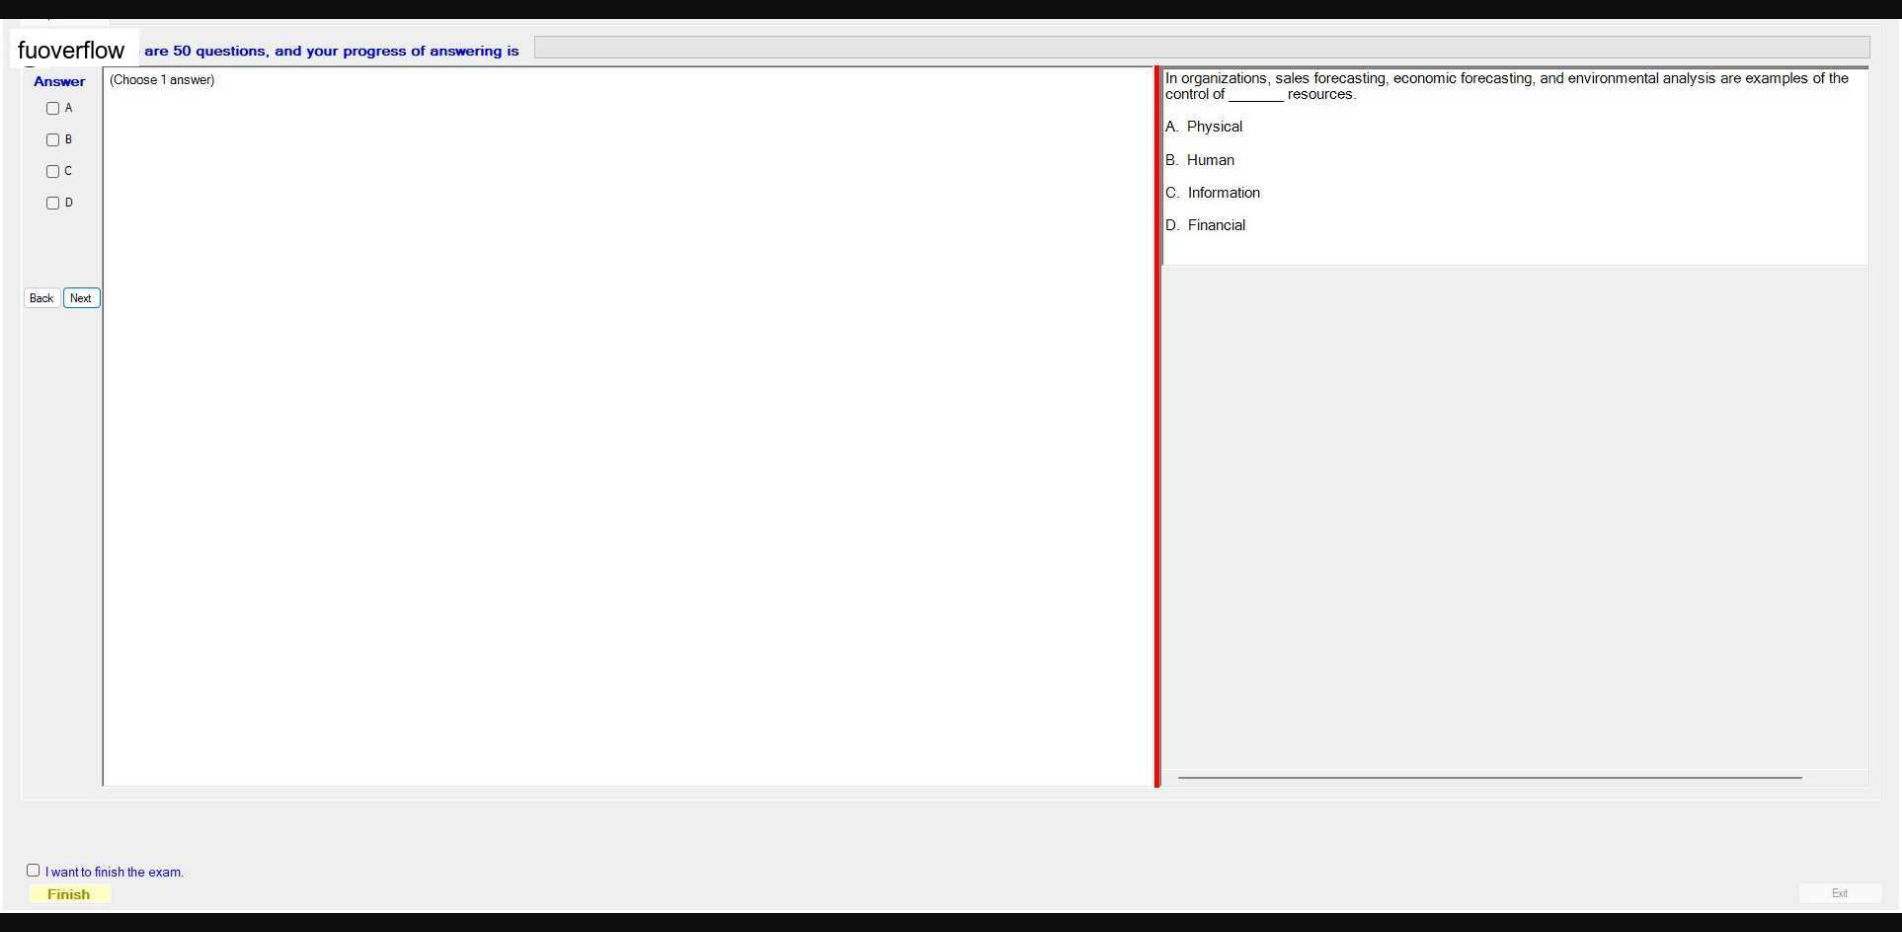 fuoverflow are 50 questions, and your progress of answering is
Answer
(Choose 1 answer)
A
B
C
D
Back Next
In organizations, sales forecasting, economic forecasting, and environmental analysis are examples of the
control of _______ resources.
A. Physical
B. Human
C. Information
D. Financial
I want to finish the exam.
Finish
Exit